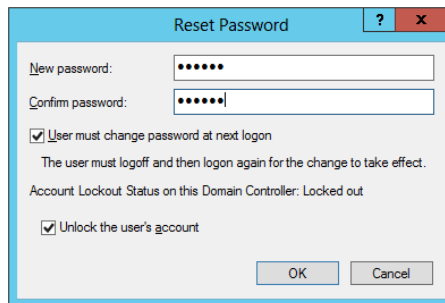 Reset Password
? x
New password: ••••••
Confirm password: ••••••
User must change password at next logon
The user must logoff and then logon again for the change to take effect.
Account Lockout Status on this Domain Controller: Locked out
Unlock the user's account
OK Cancel